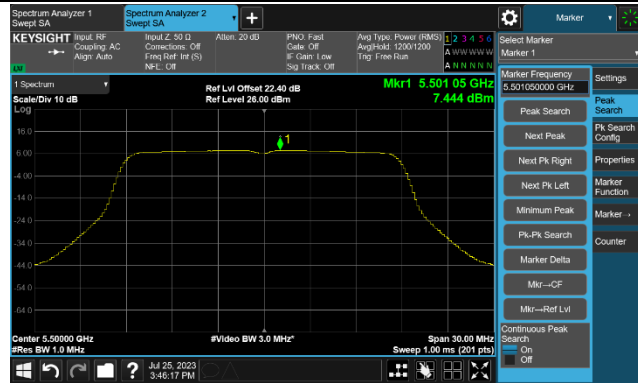 Spectrum Analyzer 1
Swept SA
Spectrum Analyzer 2
Swept SA
Marker
KEYSIGHT
Input: RF
Coupling: AC
Align: Auto
Input Z: 50 Ω
Corrections: Off
Freq Ref: Int (S)
NFE: Off
Atten: 20 dB
PNO: Fast
Gate: Off
IF Gain: Low
Sig Track: Off
Avg Type: Power (RMS)
Avg|Hold: 1200/1200
Trig: Free Run
1 2 3 4 5 6
A W W W W W
A N N N N N
Select Marker
Marker 1
1 Spectrum
Scale/Div 10 dB
Log
Ref Lvl Offset 22.40 dB
Ref Level 26.00 dBm
Mkr1 5.501 05 GHz
7.444 dBm
1
16.0
6.00
-4.00
-14.0
-24.0
-34.0
-44.0
-54.0
-64.0
Center 5.50000 GHz
#Res BW 1.0 MHz
#Video BW 3.0 MHz*
Span 30.00 MHz
Sweep 1.00 ms (201 pts)
Marker Frequency
5.501050000 GHz
Peak Search
Next Peak
Next Pk Right
Next Pk Left
Minimum Peak
Pk-Pk Search
Marker Delta
Mkr→CF
Mkr→Ref Lvl
Continuous Peak
Search
On
Off
Settings
Peak
Search
Pk Search
Config
Properties
Marker
Function
Marker→
Counter
Jul 25, 2023
3:46:17 PM